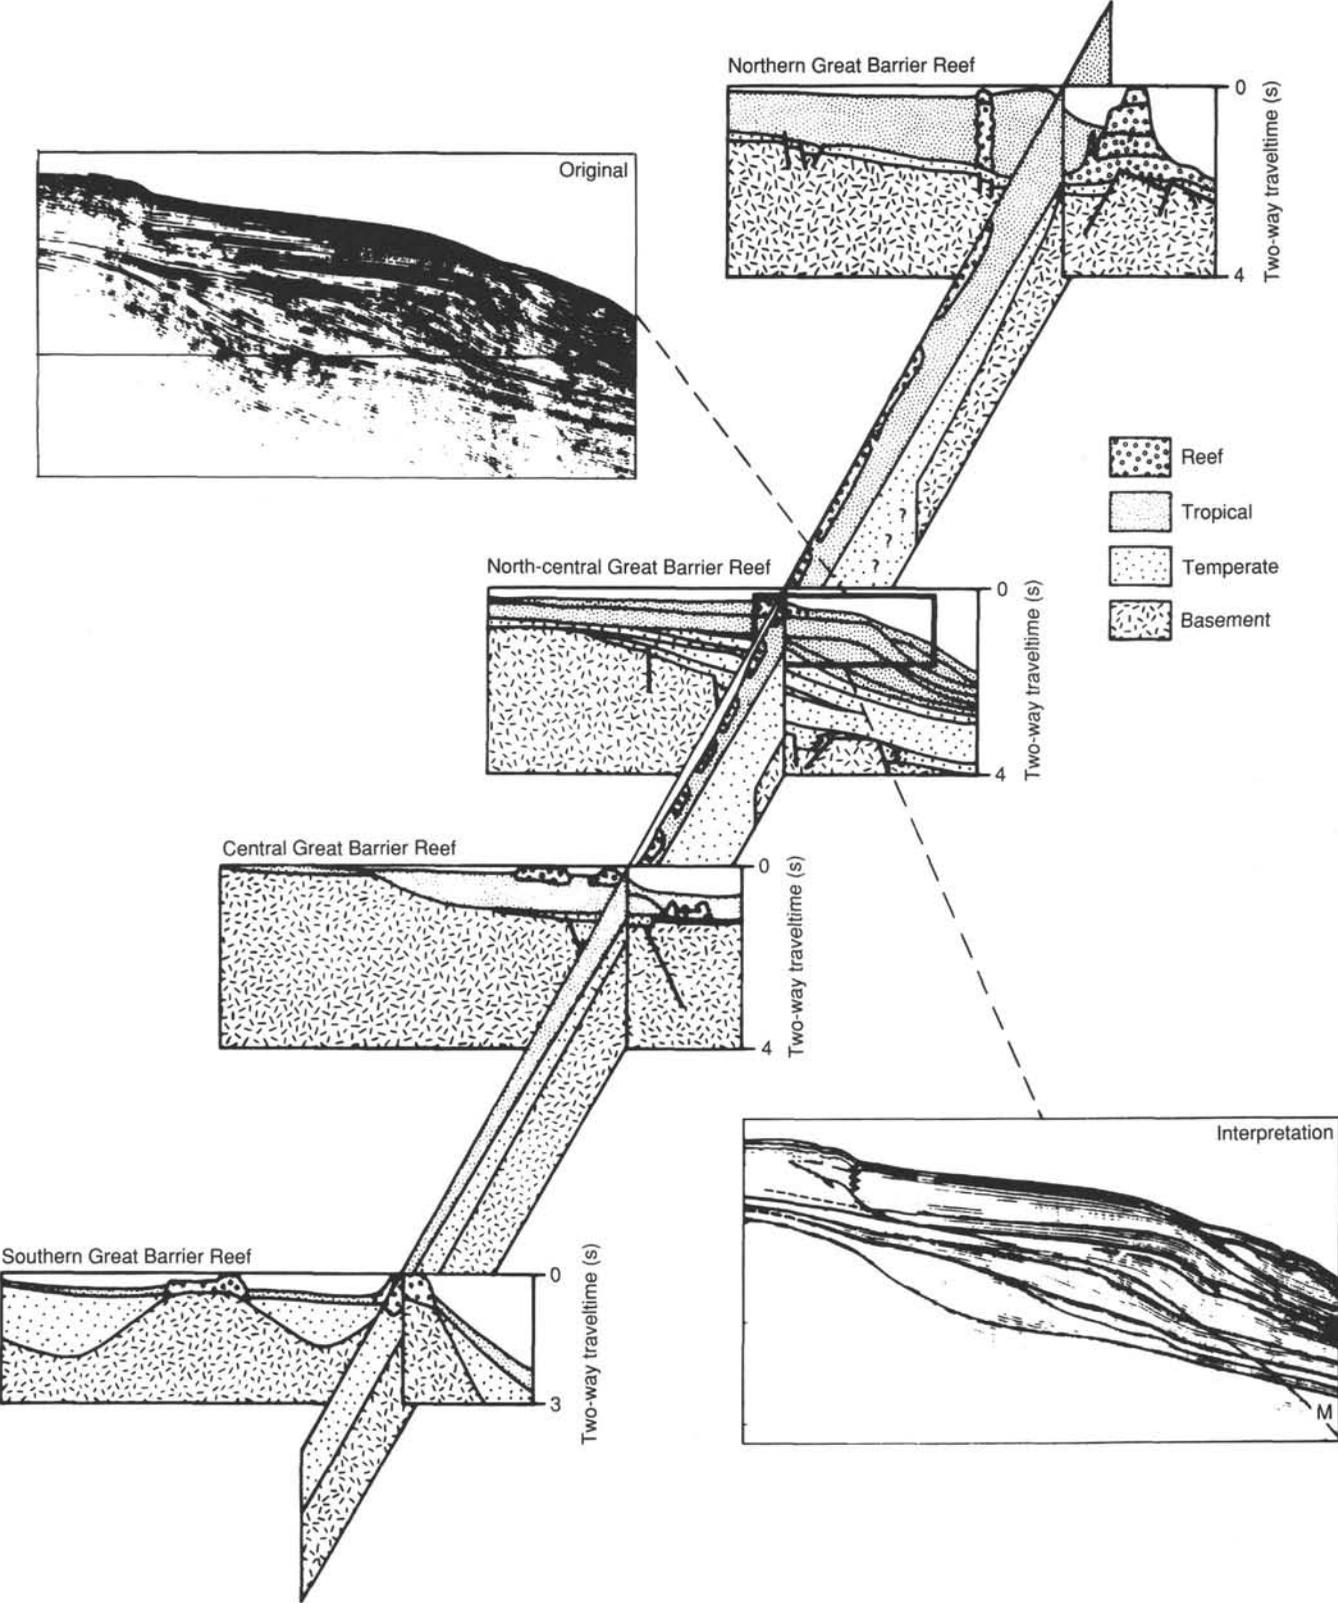 Northern Great Barrier Reef
0
Two-way traveltime (s)
4
Original
Reef
Tropical
Temperate
Basement
?
?
?
North-central Great Barrier Reef
0
Two-way traveltime (s)
4
Central Great Barrier Reef
0
Two-way traveltime (s)
4
Interpretation
M
Southern Great Barrier Reef
0
Two-way traveltime (s)
3